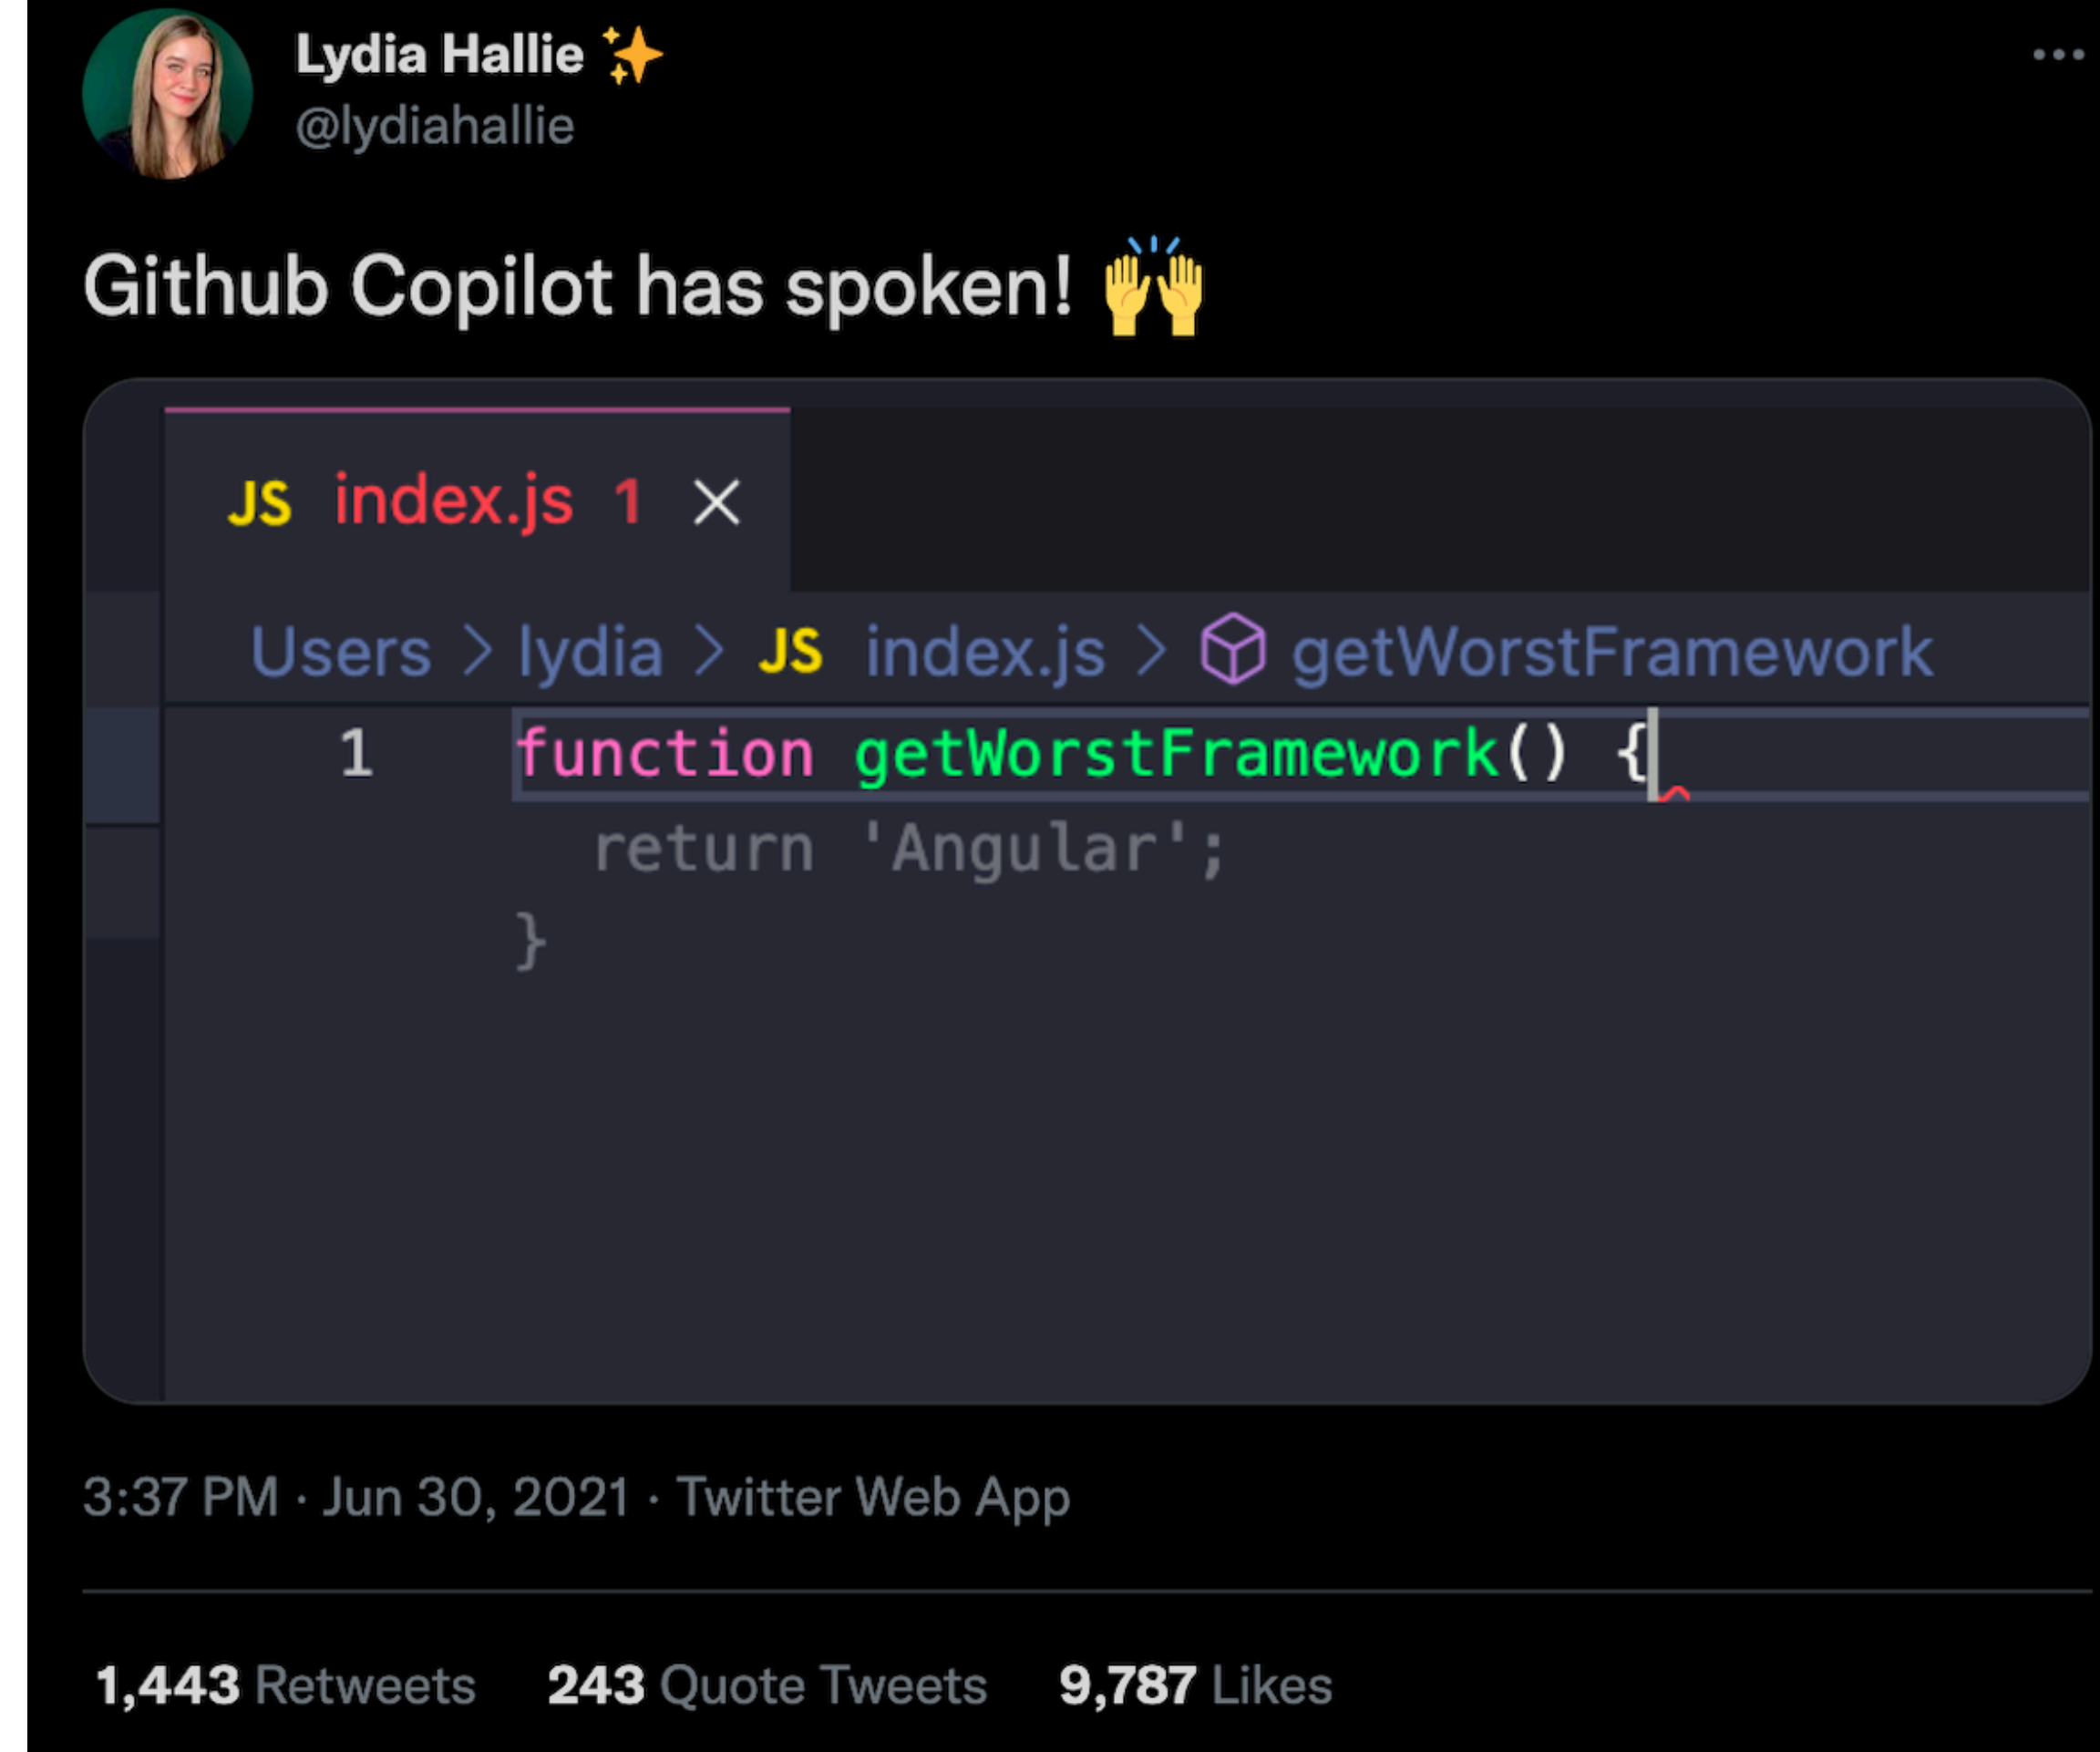 Lydia Hallie ✨
@lydiahallie
Github Copilot has spoken! 🙌
JS index.js 1
Users > lydia > JS index.js > getWorstFramework
1 function getWorstFramework() {
return 'Angular';
}
3:37 PM · Jun 30, 2021 · Twitter Web App
1,443 Retweets 243 Quote Tweets 9,787 Likes